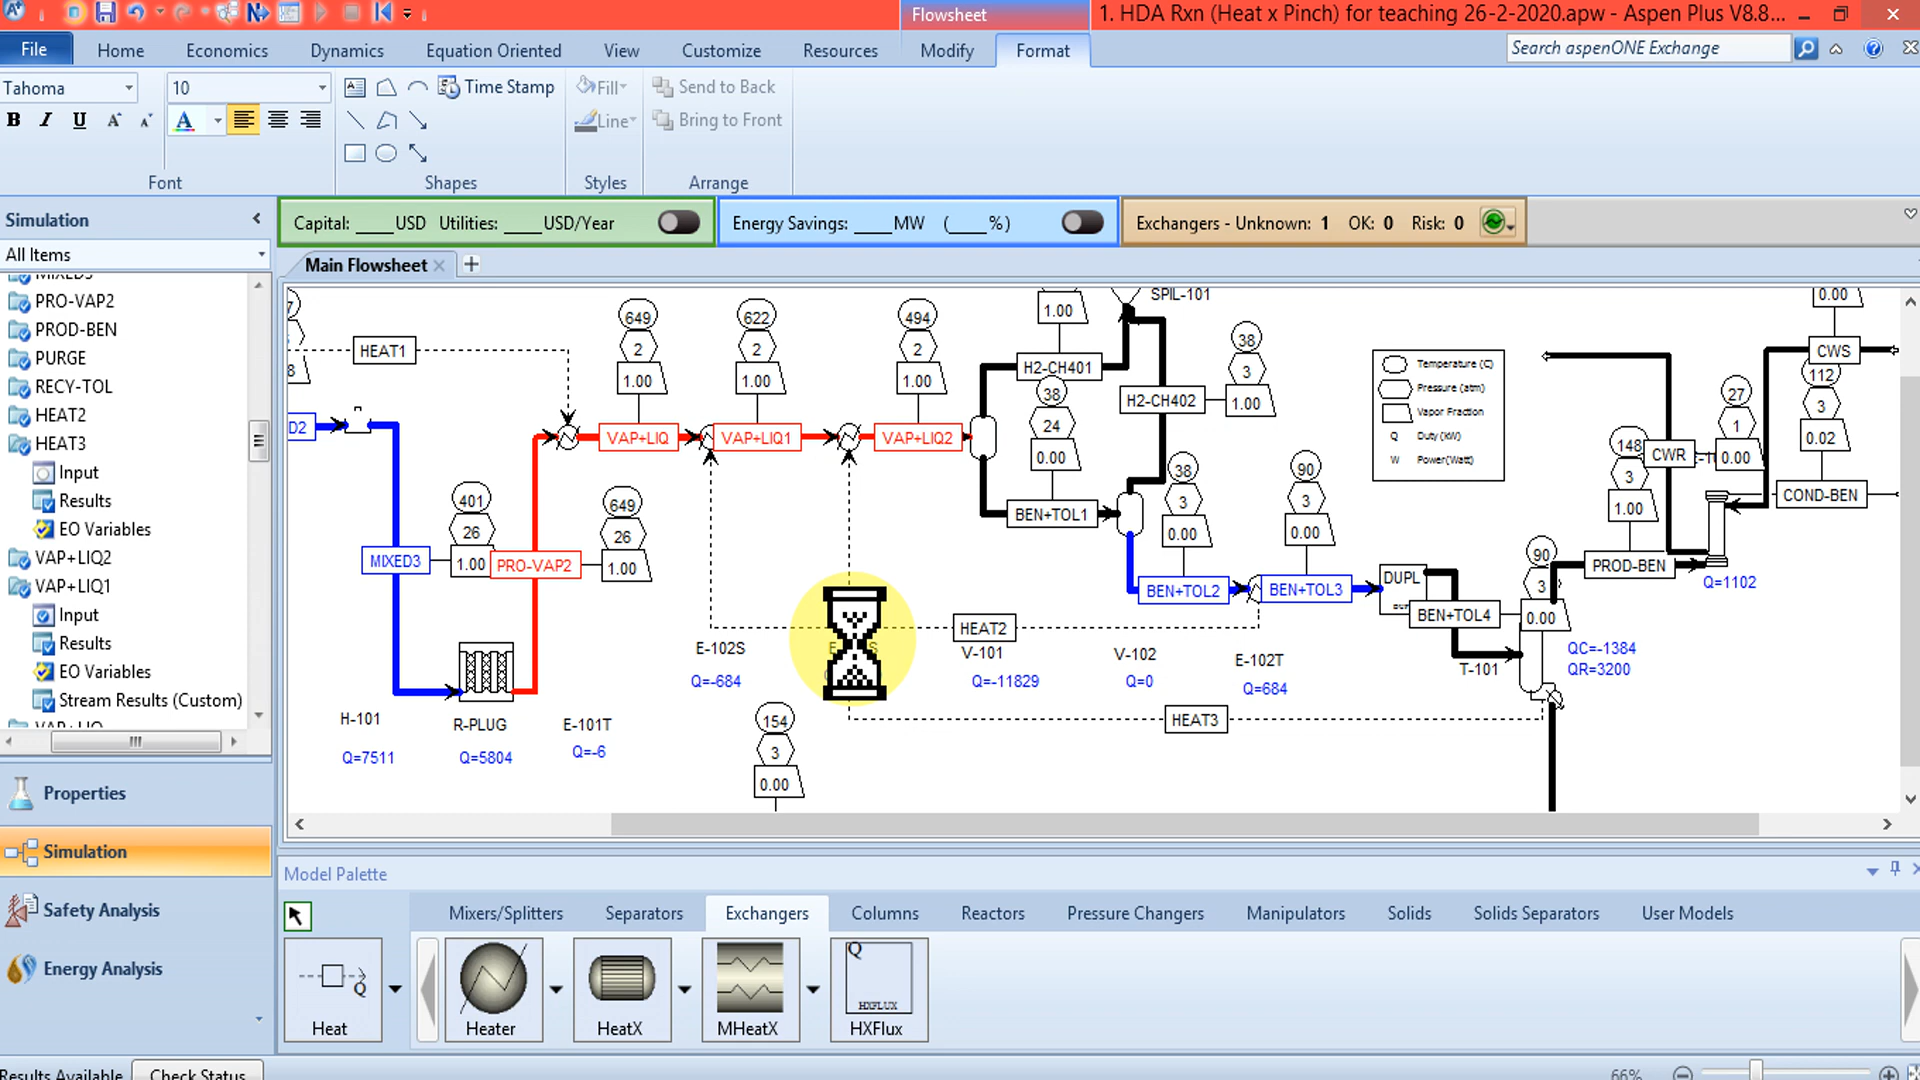 Flowsheet
1. HDA Rxn (Heat x Pinch) for teaching 26-2-2020.apw - Aspen Plus V8.8...
File
Home
Economics
Dynamics
Equation Oriented
View
Customize
Resources
Modify
Format
Search aspenONE Exchange
Tahoma
10
Time Stamp
Fill
Send to Back
B I U A A
A
Line
Bring to Front
Font
Shapes
Styles
Arrange
Simulation
Capital: ____USD Utilities: ____USD/Year
Energy Savings: ____MW (____%)
Exchangers - Unknown: 1 OK: 0 Risk: 0
All Items
Main Flowsheet
MIXED3
PRO-VAP2
PROD-BEN
PURGE
RECY-TOL
HEAT2
HEAT3
Input
Results
EO Variables
VAP+LIQ2
VAP+LIQ1
Input
Results
EO Variables
Stream Results (Custom)
VAP+LIQ
Properties
Simulation
Safety Analysis
Energy Analysis
HEAT1
649
2
1.00
622
2
1.00
494
2
1.00
1.00
SPIL-101
H2-CH401
H2-CH402
38
3
1.00
38
24
0.00
D2
VAP+LIQ
VAP+LIQ1
VAP+LIQ2
BEN+TOL1
Temperature (C)
Pressure (atm)
Vapor Fraction
Q Duty (kW)
W Power(Watt)
0.00
CWS
112
3
0.02
27
1
0.00
148
3
1.00
CWR
COND-BEN
PROD-BEN
Q=1102
401
26
1.00
MIXED3
PRO-VAP2
649
26
1.00
38
3
0.00
90
3
0.00
BEN+TOL2
BEN+TOL3
DUPL
BEN+TOL4
90
3
0.00
QC=-1384
QR=3200
T-101
HEAT2
E-102S
Q=-684
V-101
Q=-11829
V-102
Q=0
E-102T
Q=684
H-101
Q=7511
R-PLUG
Q=5804
E-101T
Q=-6
HEAT3
154
3
0.00
Model Palette
Mixers/Splitters
Separators
Exchangers
Columns
Reactors
Pressure Changers
Manipulators
Solids
Solids Separators
User Models
Q
Heat
Heater
HeatX
MHeatX
Q
HXFLUX
HXFlux
Results Available
Check Status
66%